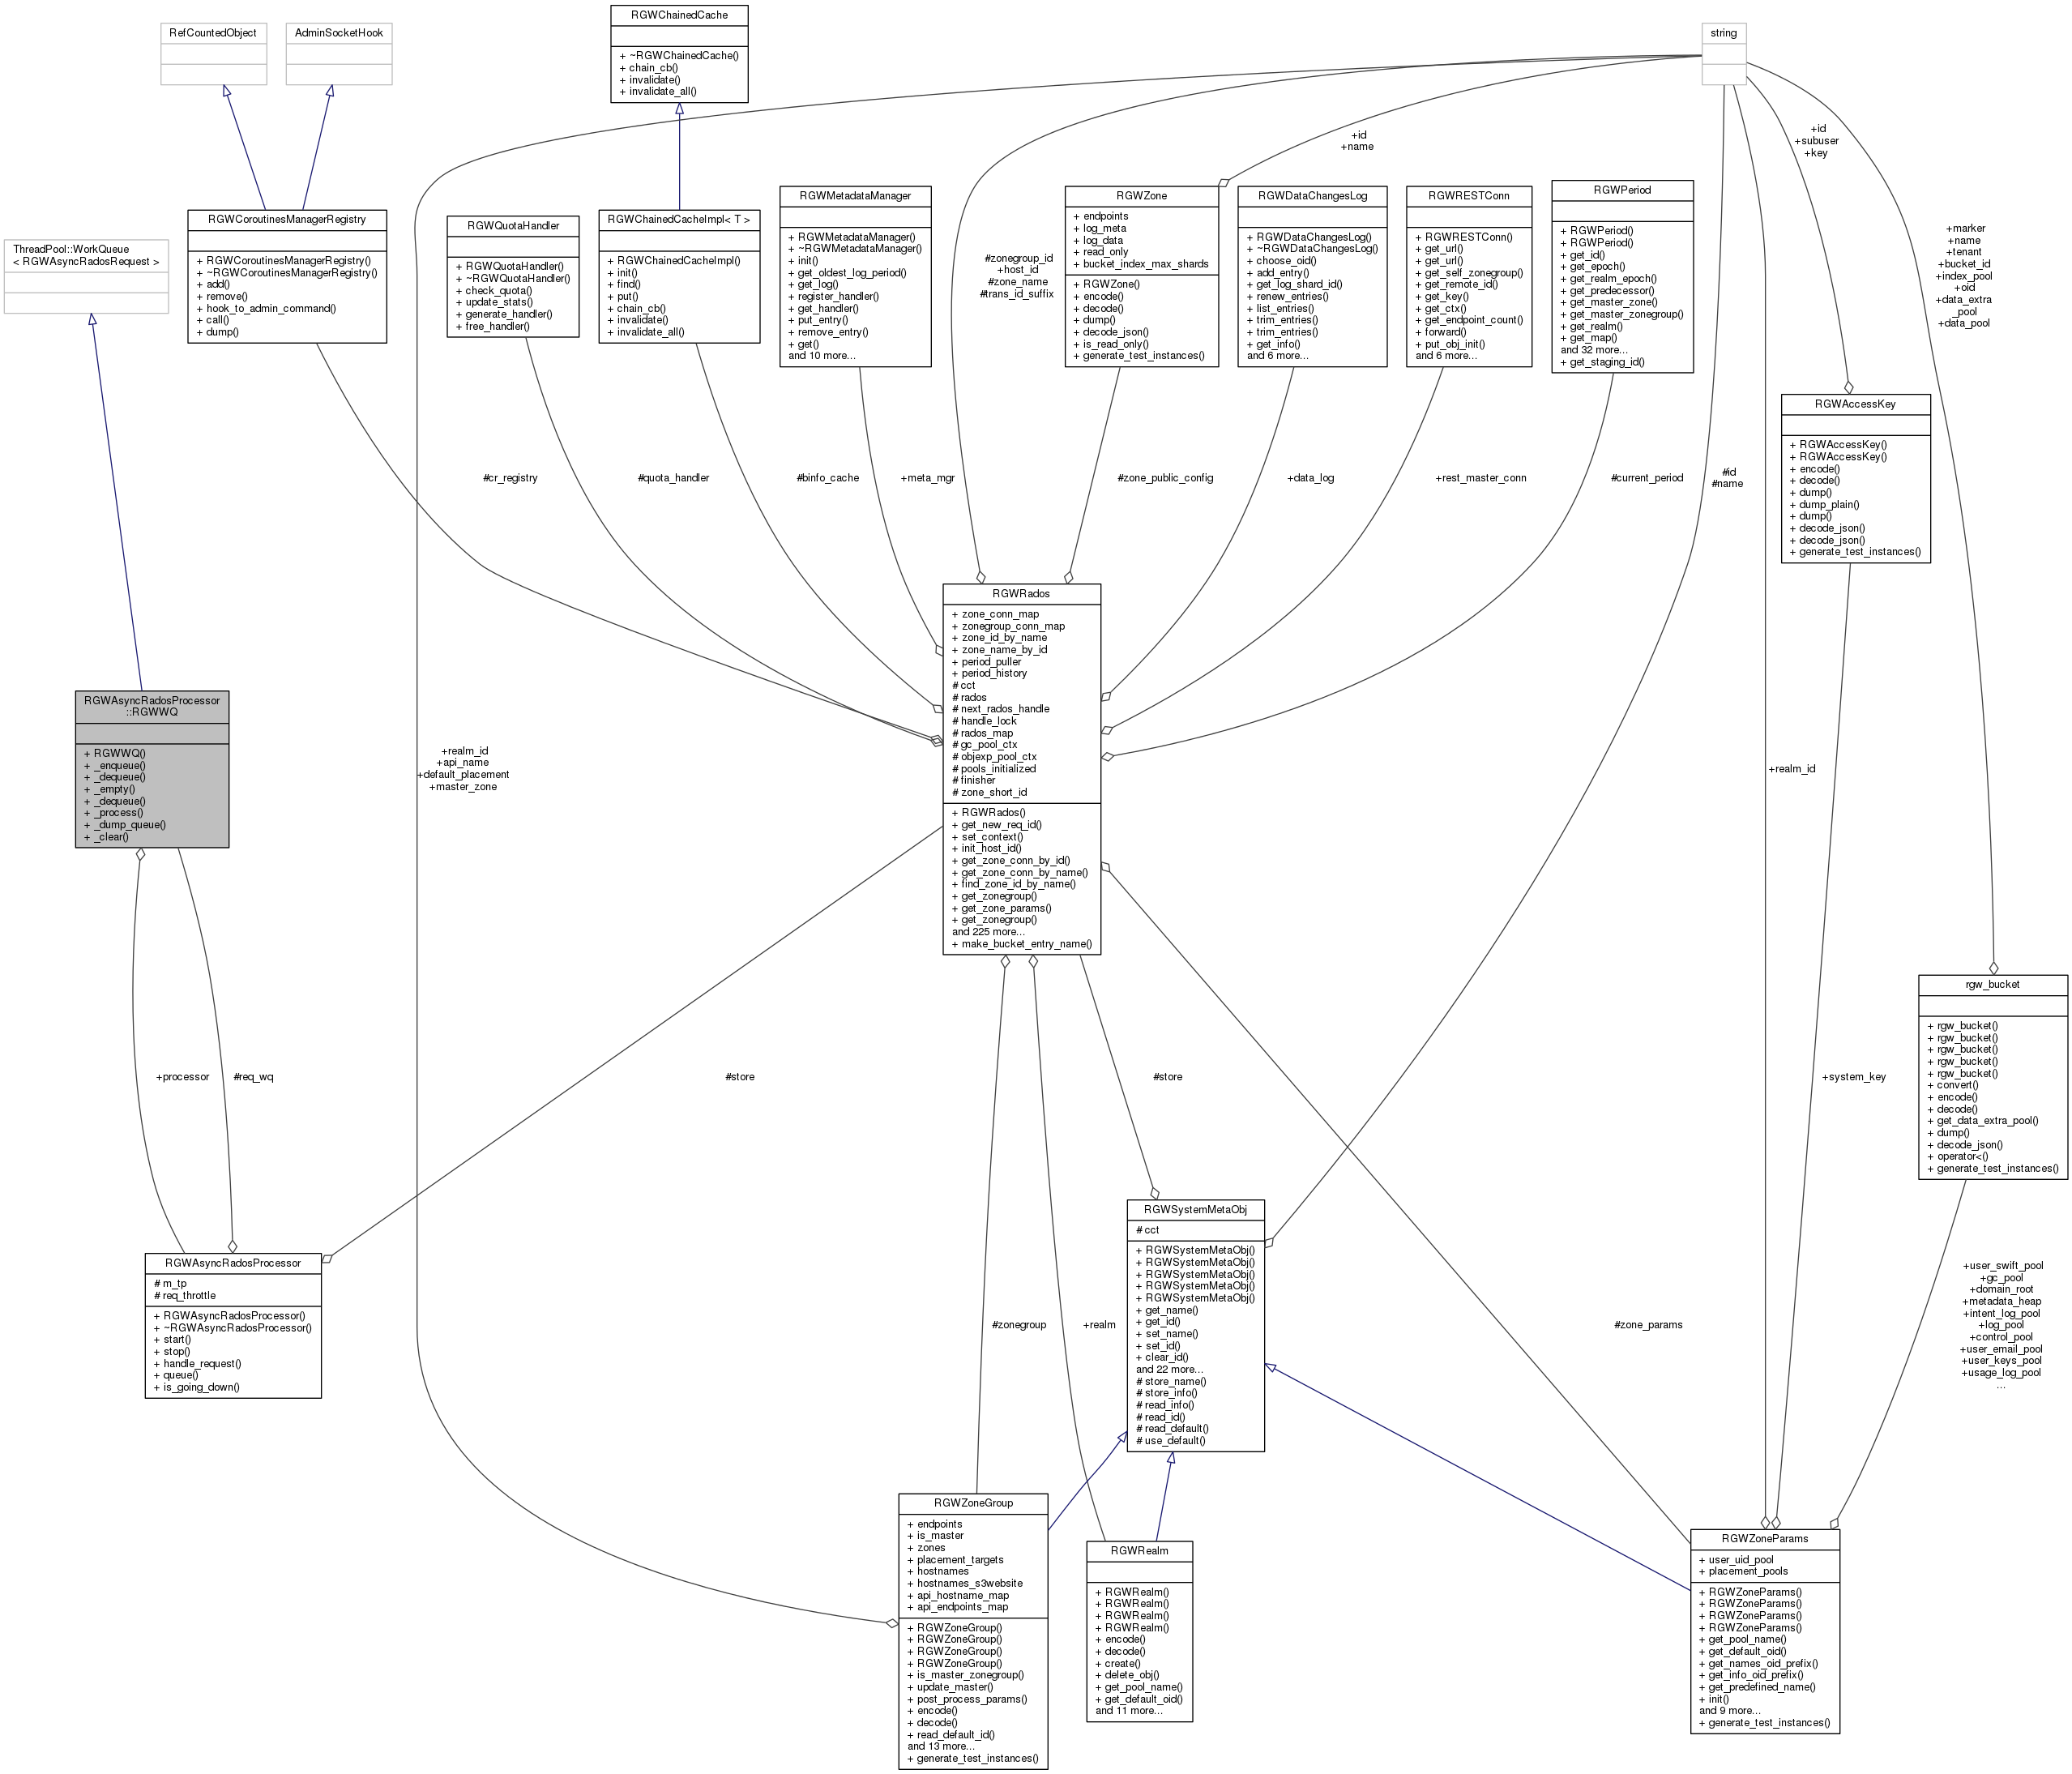 RGWChainedCache
+ ~RGWChainedCache()
+ chain_cb()
+ invalidate()
+ invalidate_all()
RefCountedObject
AdminSocketHook
string
+id
+name
+id
+subuser
+key
RGWCoroutinesManagerRegistry
+ RGWCoroutinesManagerRegistry()
+ ~RGWCoroutinesManagerRegistry()
+ add()
+ remove()
+ hook_to_admin_command()
+ call()
+ dump()
RGWQuotaHandler
+ RGWQuotaHandler()
+ ~RGWQuotaHandler()
+ check_quota()
+ update_stats()
+ generate_handler()
+ free_handler()
RGWChainedCacheImpl< T >
+ RGWChainedCacheImpl()
+ init()
+ find()
+ put()
+ chain_cb()
+ invalidate()
+ invalidate_all()
RGWMetadataManager
+ RGWMetadataManager()
+ ~RGWMetadataManager()
+ init()
+ get_oldest_log_period()
+ get_log()
+ register_handler()
+ get_handler()
+ put_entry()
+ remove_entry()
+ get()
and 10 more...
#zonegroup_id
+host_id
#zone_name
#trans_id_suffix
RGWZone
+ endpoints
+ log_meta
+ log_data
+ read_only
+ bucket_index_max_shards
+ RGWZone()
+ encode()
+ decode()
+ dump()
+ decode_json()
+ is_read_only()
+ generate_test_instances()
RGWDataChangesLog
+ RGWDataChangesLog()
+ ~RGWDataChangesLog()
+ choose_oid()
+ add_entry()
+ get_log_shard_id()
+ renew_entries()
+ list_entries()
+ trim_entries()
+ trim_entries()
+ get_info()
and 6 more...
RGWRESTConn
+ RGWRESTConn()
+ get_url()
+ get_url()
+ get_self_zonegroup()
+ get_remote_id()
+ get_key()
+ get_ctx()
+ get_endpoint_count()
+ forward()
+ put_obj_init()
and 6 more...
RGWPeriod
+ RGWPeriod()
+ RGWPeriod()
+ get_id()
+ get_epoch()
+ get_realm_epoch()
+ get_predecessor()
+ get_master_zone()
+ get_master_zonegroup()
+ get_realm()
+ get_map()
and 32 more...
+ get_staging_id()
+marker
+name
+tenant
+bucket_id
+index_pool
+oid
+data_extra
_pool
+data_pool
ThreadPool::WorkQueue
< RGWAsyncRadosRequest >
RGWAccessKey
+ RGWAccessKey()
+ RGWAccessKey()
+ encode()
+ decode()
+ dump()
+ dump_plain()
+ dump()
+ decode_json()
+ decode_json()
+ generate_test_instances()
#cr_registry
#quota_handler
#binfo_cache
+meta_mgr
#zone_public_config
+data_log
+rest_master_conn
#current_period
#id
#name
RGWRados
+ zone_conn_map
+ zonegroup_conn_map
+ zone_id_by_name
+ zone_name_by_id
+ period_puller
+ period_history
# cct
# rados
# next_rados_handle
# handle_lock
# rados_map
# gc_pool_ctx
# objexp_pool_ctx
# pools_initialized
# finisher
# zone_short_id
+ RGWRados()
+ get_new_req_id()
+ set_context()
+ init_host_id()
+ get_zone_conn_by_id()
+ get_zone_conn_by_name()
+ find_zone_id_by_name()
+ get_zonegroup()
+ get_zone_params()
+ get_zonegroup()
and 225 more...
+ make_bucket_entry_name()
RGWAsyncRadosProcessor
::RGWWQ
+ RGWWQ()
+ _enqueue()
+ _dequeue()
+ _empty()
+ _dequeue()
+ _process()
+ _dump_queue()
+ _clear()
+realm_id
+api_name
+default_placement
+master_zone
+realm_id
rgw_bucket
+ rgw_bucket()
+ rgw_bucket()
+ rgw_bucket()
+ rgw_bucket()
+ rgw_bucket()
+ convert()
+ encode()
+ decode()
+ get_data_extra_pool()
+ dump()
+ decode_json()
+ operator<()
+ generate_test_instances()
+processor
#req_wq
#store
#store
+system_key
RGWAsyncRadosProcessor
# m_tp
# req_throttle
+ RGWAsyncRadosProcessor()
+ ~RGWAsyncRadosProcessor()
+ start()
+ stop()
+ handle_request()
+ queue()
+ is_going_down()
RGWSystemMetaObj
# cct
+ RGWSystemMetaObj()
+ RGWSystemMetaObj()
+ RGWSystemMetaObj()
+ RGWSystemMetaObj()
+ RGWSystemMetaObj()
+ get_name()
+ get_id()
+ set_name()
+ set_id()
+ clear_id()
and 22 more...
# store_name()
# store_info()
# read_info()
# read_id()
# read_default()
# use_default()
#zonegroup
+realm
#zone_params
+user_swift_pool
+gc_pool
+domain_root
+metadata_heap
+intent_log_pool
+log_pool
+control_pool
+user_email_pool
+user_keys_pool
+usage_log_pool
...
RGWZoneGroup
+ endpoints
+ is_master
+ zones
+ placement_targets
+ hostnames
+ hostnames_s3website
+ api_hostname_map
+ api_endpoints_map
+ RGWZoneGroup()
+ RGWZoneGroup()
+ RGWZoneGroup()
+ RGWZoneGroup()
+ is_master_zonegroup()
+ update_master()
+ post_process_params()
+ encode()
+ decode()
+ read_default_id()
and 13 more...
+ generate_test_instances()
RGWRealm
+ RGWRealm()
+ RGWRealm()
+ RGWRealm()
+ RGWRealm()
+ encode()
+ decode()
+ create()
+ delete_obj()
+ get_pool_name()
+ get_default_oid()
and 11 more...
RGWZoneParams
+ user_uid_pool
+ placement_pools
+ RGWZoneParams()
+ RGWZoneParams()
+ RGWZoneParams()
+ RGWZoneParams()
+ get_pool_name()
+ get_default_oid()
+ get_names_oid_prefix()
+ get_info_oid_prefix()
+ get_predefined_name()
+ init()
and 9 more...
+ generate_test_instances()